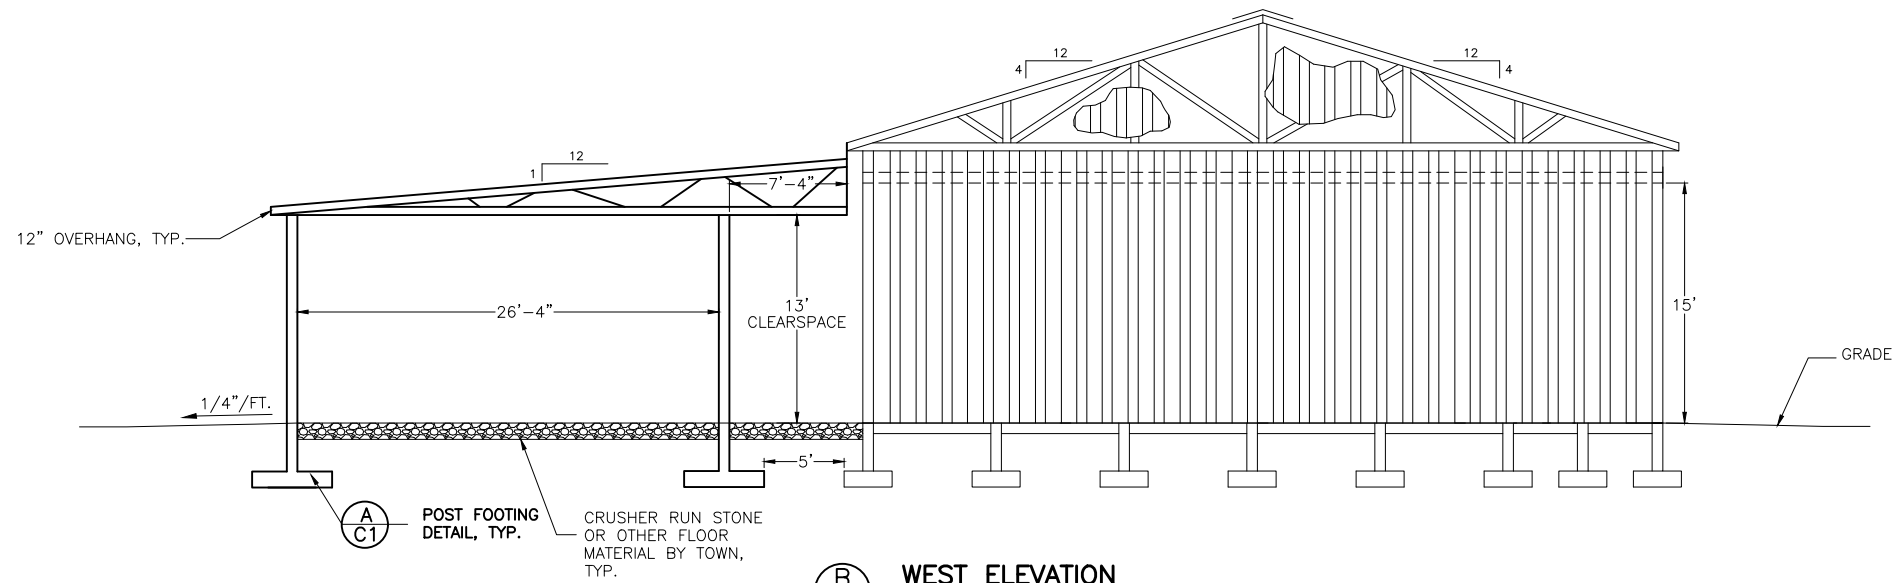 12
4
12
4
12
1
7'-4"
12" OVERHANG, TYP.
26'-4"
13'
CLEARSPACE
15'
GRADE
1/4"/FT.
5'
A
C1
POST FOOTING
DETAIL, TYP.
CRUSHER RUN STONE
OR OTHER FLOOR
MATERIAL BY TOWN,
TYP.
B
WEST ELEVATION